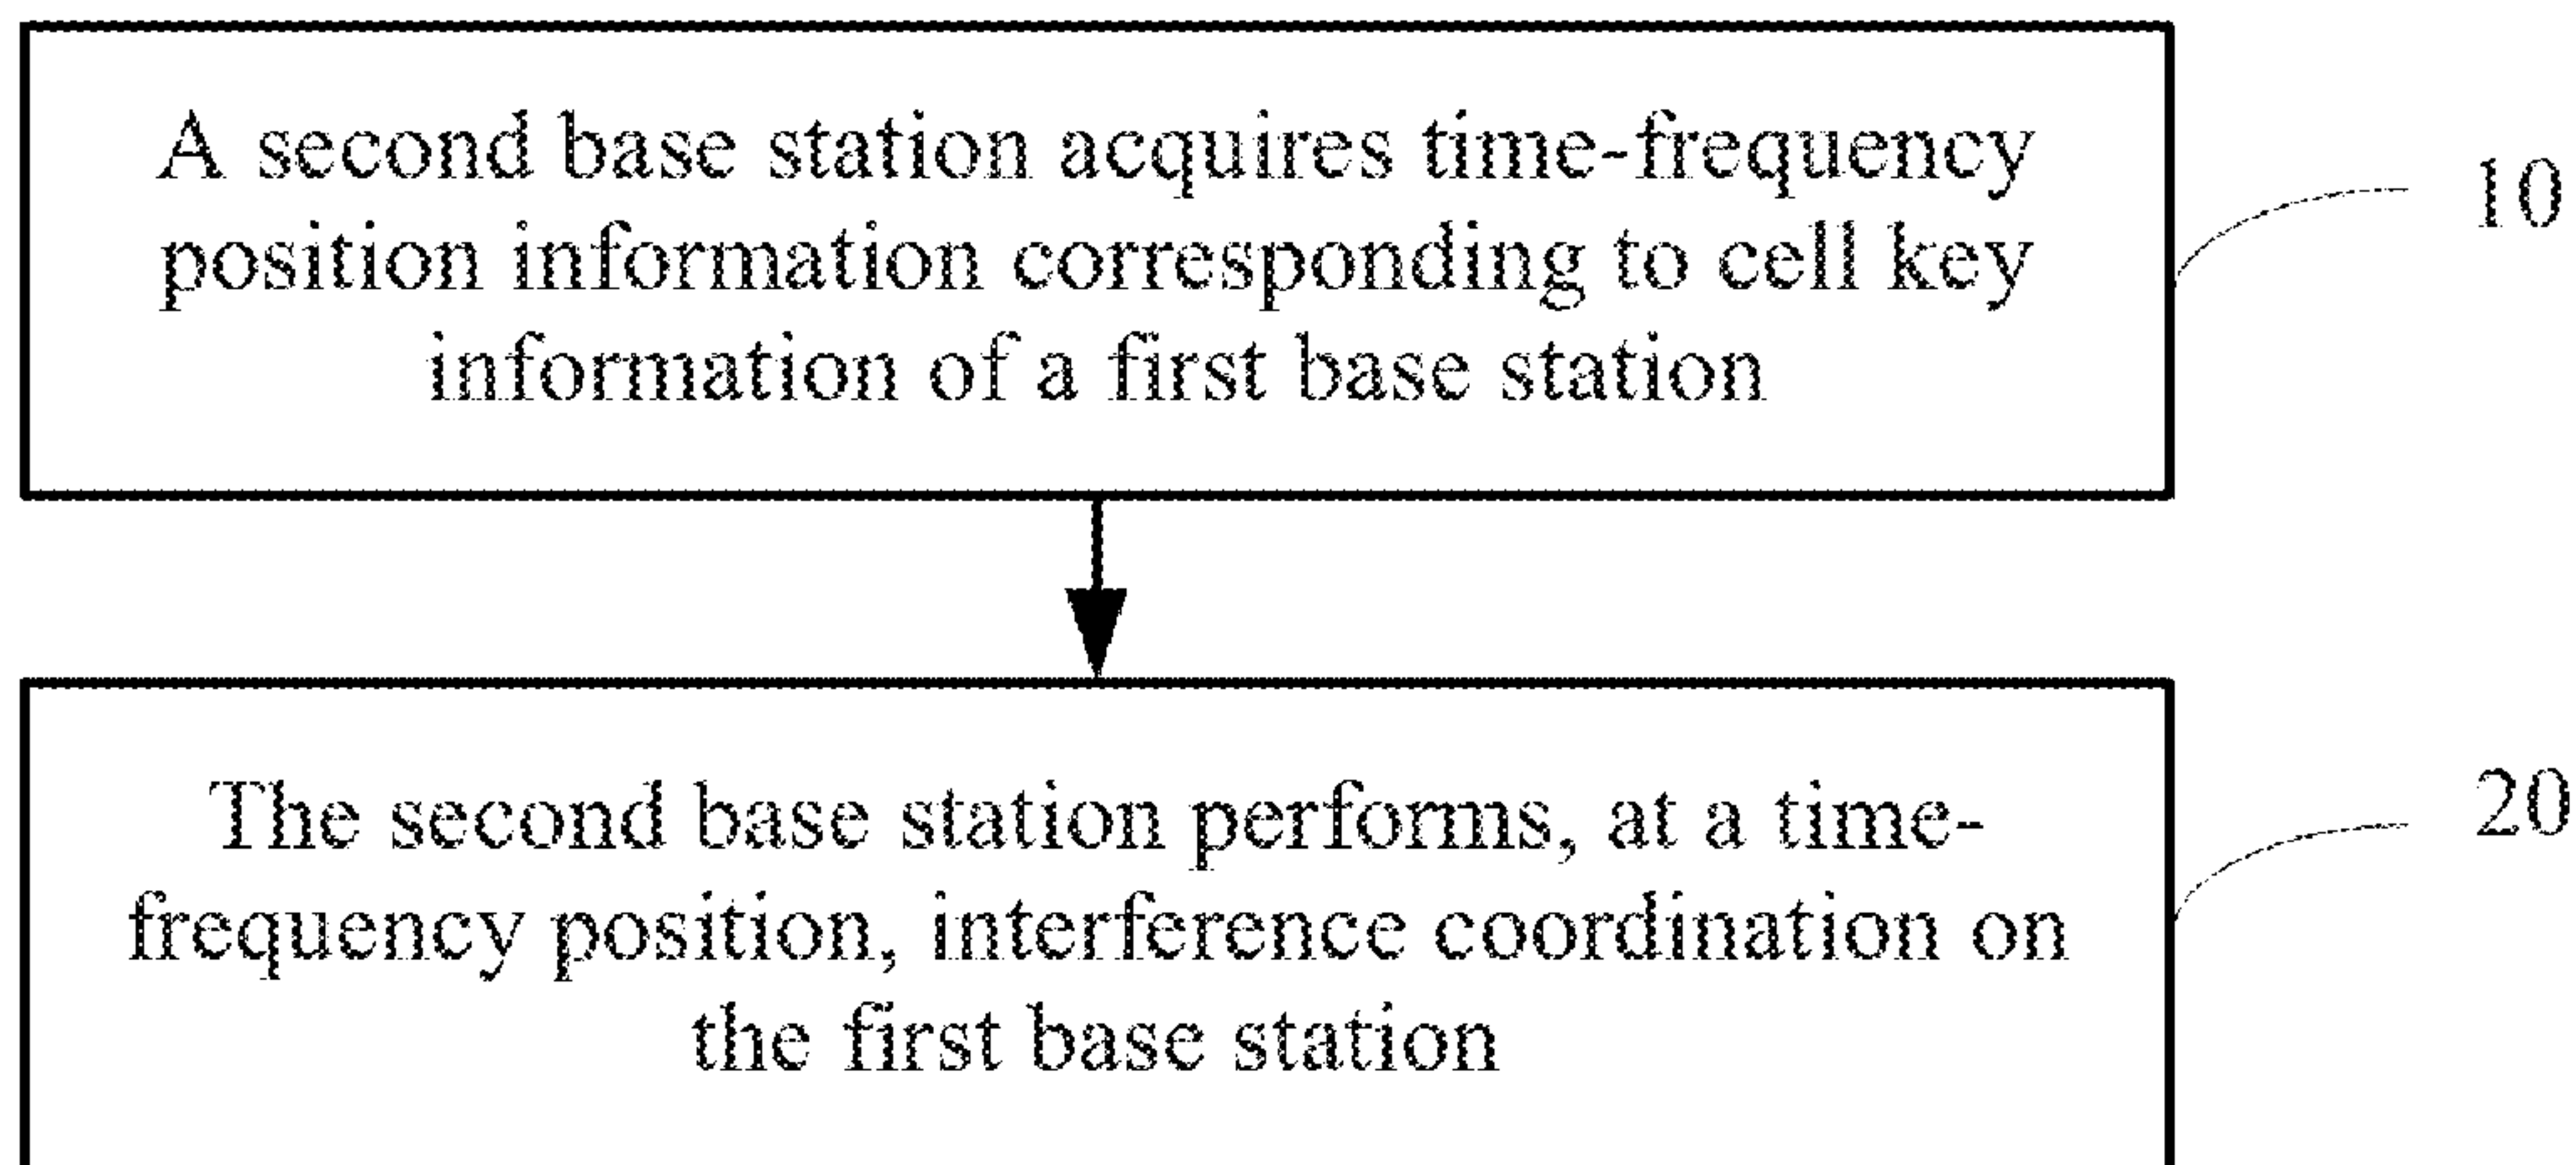 A second base station acquires time-frequency
position information corresponding to cell key
information of a first base station
10
The second base station performs, at a time-
frequency position, interference coordination on
the first base station
20